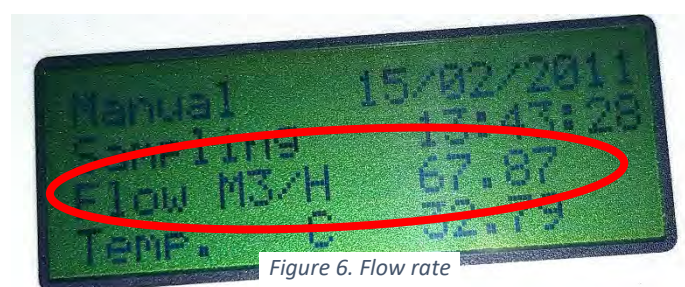 Manual 15/02/2011
Sampling 13:43:28
Flow M3/H 67.87
Temp. C 32.79
Figure 6. Flow rate